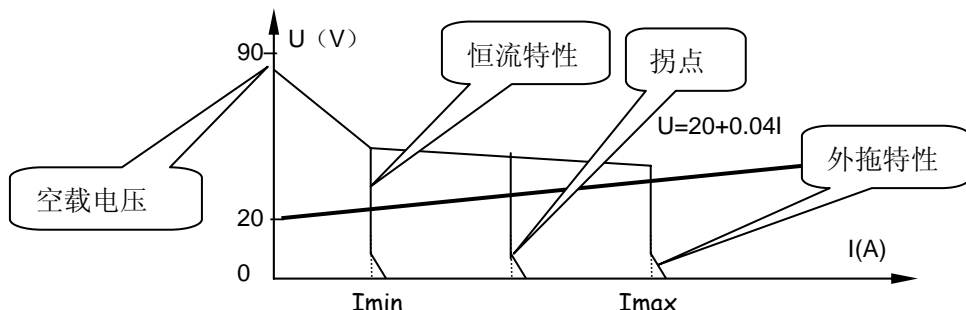 90
U（V）
恒流特性
拐点
U=20+0.04I
外拖特性
空载电压
20
I(A)
0
Imin
Imax